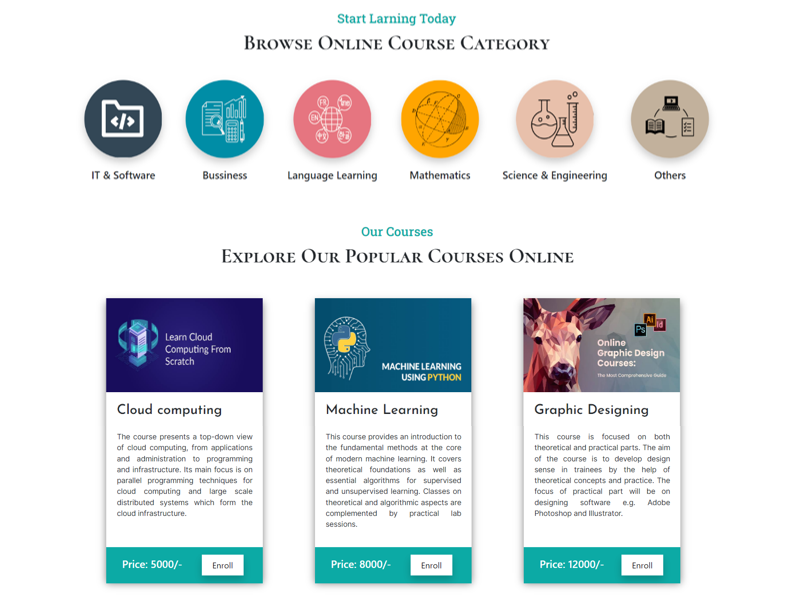 Start Larning Today
Browse Online Course Category
FR
EN
IT & Software
Bussiness
Language Learning
Mathematics
Science & Engineering
Others
Our Courses
Explore Our Popular Courses Online
Learn Cloud
Computing From
Scratch
MACHINE LEARNING
USING PYTHON
Ai
Id
Ps
Online
Graphic Design
Courses:
The Most Comprehensive Guide
Cloud computing
The course presents a top-down view
of cloud computing, from applications
and administration to programming
and infrastructure. Its main focus is on
parallel programming techniques for
cloud computing and large scale
distributed systems which form the
cloud infrastructure.
Price: 5000/-
Enroll
Machine Learning
This course provides an introduction to
the fundamental methods at the core
of modern machine learning. It covers
theoretical foundations as well as
essential algorithms for supervised
and unsupervised learning. Classes on
theoretical and algorithmic aspects are
complemented by practical lab
sessions.
Price: 8000/-
Enroll
Graphic Designing
This course is focused on both
theoretical and practical parts. The aim
of the course is to develop design
sense in trainees by the help of
theoretical concepts and practice. The
focus of practical part will be on
designing software e.g. Adobe
Photoshop and Illustrator.
Price: 12000/-
Enroll